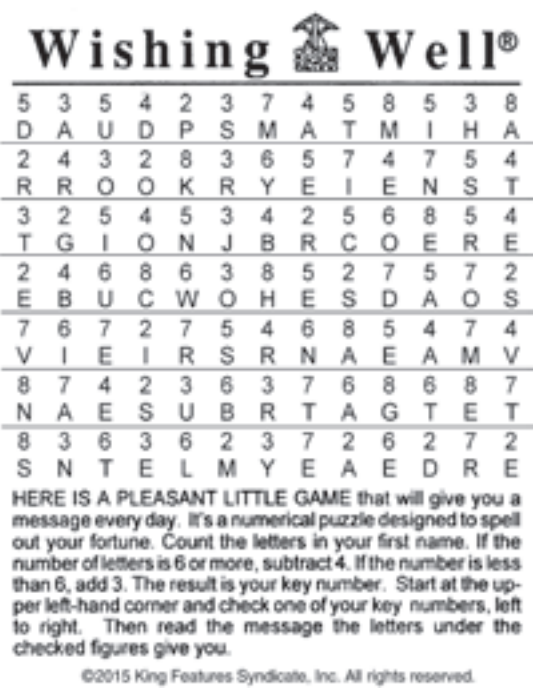 Wishing Well®
5 3 5 4 2 3 7 4 5 8 5 3 8
D A U D P S M A T M I H A
2 4 3 2 8 3 6 5 7 4 7 5 4
R R O O K R Y E I E N S T
3 2 5 4 5 3 4 2 5 6 8 5 4
T G I O N J B R C O E R E
2 4 6 8 6 3 8 5 2 7 5 7 2
E B U C W O H E S D A O S
7 6 7 2 7 5 4 6 8 5 4 7 4
V I E I R S R N A E A M V
8 7 4 2 3 6 3 7 6 8 6 8 7
N A E S U B R T A G T E T
8 3 6 3 6 2 3 7 2 6 2 7 2
S N T E L M Y E A E D R E
HERE IS A PLEASANT LITTLE GAME that will give you a
message every day. It's a numerical puzzle designed to spell
out your fortune. Count the letters in your first name. If the
number of letters is 6 or more, subtract 4. If the number is less
than 6, add 3. The result is your key number. Start at the up-
per left-hand corner and check one of your key numbers, left
to right. Then read the message the letters under the
checked figures give you.
©2015 King Features Syndicate, Inc. All rights reserved.